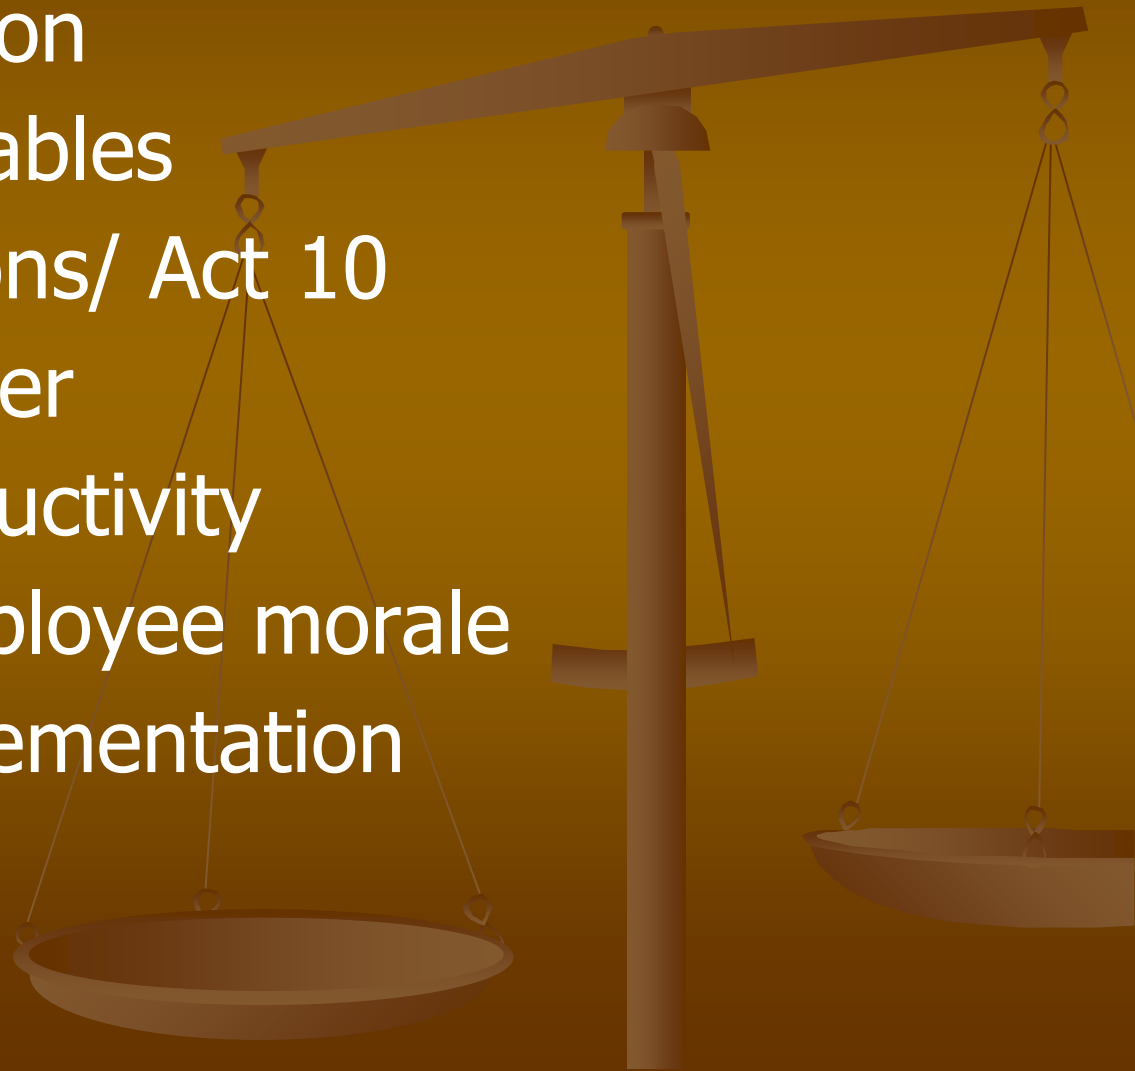 on
ables
ons/ Act 10
er
uctivity
ployee morale
ementation